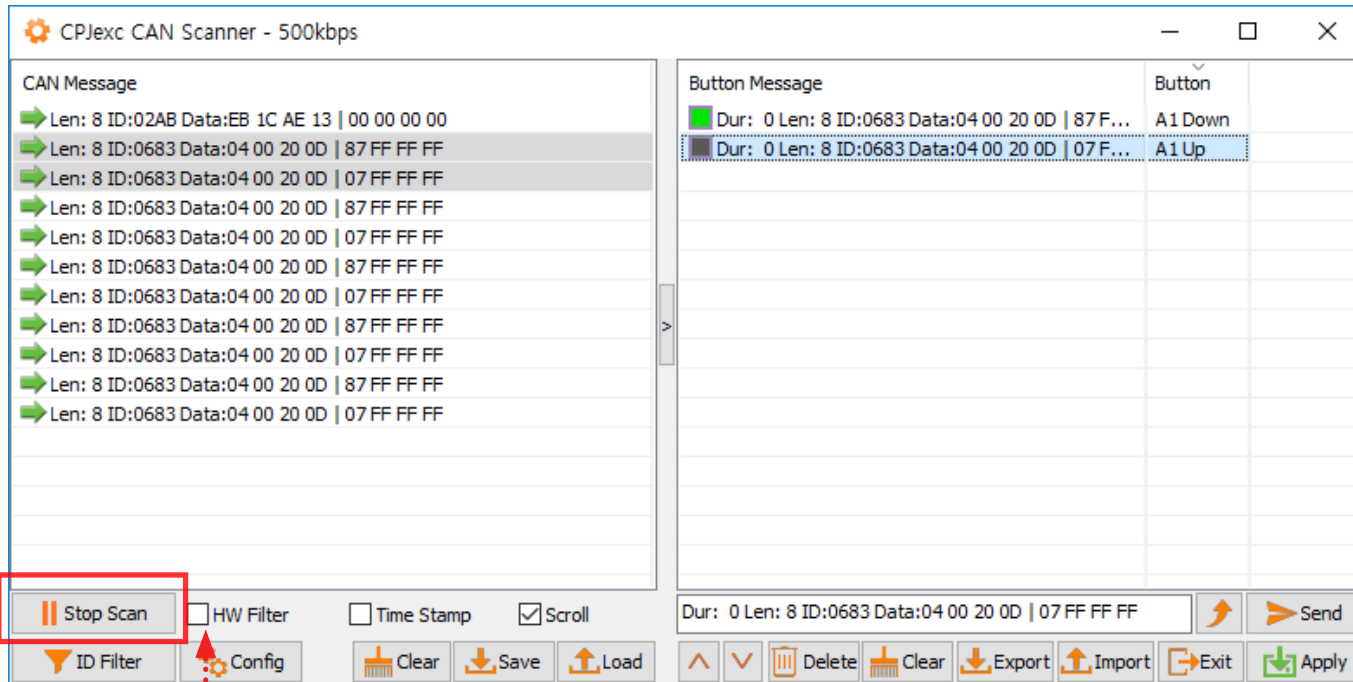 CPJexc CAN Scanner - 500kbps
CAN Message
Len: 8 ID:02AB Data:EB 1C AE 13 | 00 00 00 00
Len: 8 ID:0683 Data:04 00 20 0D | 87 FF FF FF
Len: 8 ID:0683 Data:04 00 20 0D | 07 FF FF FF
Len: 8 ID:0683 Data:04 00 20 0D | 87 FF FF FF
Len: 8 ID:0683 Data:04 00 20 0D | 07 FF FF FF
Len: 8 ID:0683 Data:04 00 20 0D | 87 FF FF FF
Len: 8 ID:0683 Data:04 00 20 0D | 07 FF FF FF
Len: 8 ID:0683 Data:04 00 20 0D | 87 FF FF FF
Len: 8 ID:0683 Data:04 00 20 0D | 07 FF FF FF
Len: 8 ID:0683 Data:04 00 20 0D | 87 FF FF FF
Len: 8 ID:0683 Data:04 00 20 0D | 07 FF FF FF
>
Button Message Button
Dur: 0 Len: 8 ID:0683 Data:04 00 20 0D | 87 F... A1 Down
Dur: 0 Len: 8 ID:0683 Data:04 00 20 0D | 07 F... A1 Up
Stop Scan HW Filter Time Stamp Scroll
ID Filter Config Clear Save Load
Dur: 0 Len: 8 ID:0683 Data:04 00 20 0D | 07 FF FF FF Send
Delete Clear Export Import Exit Apply